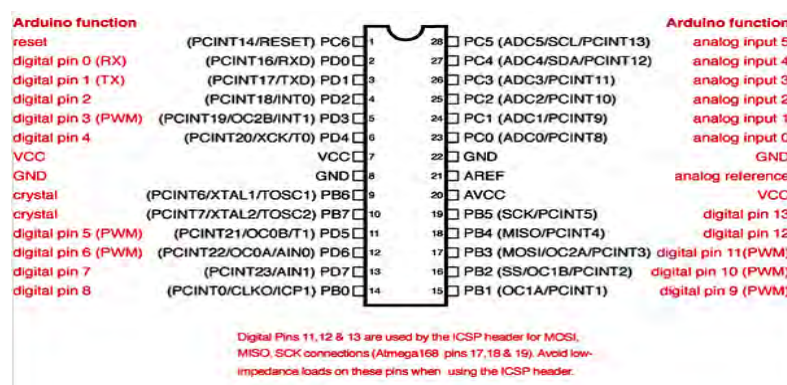 Arduino function Arduino function
reset (PCINT14/RESET) PC6 1 28 PC5 (ADC5/SCL/PCINT13) analog input 5
digital pin 0 (RX) (PCINT16/RXD) PD0 2 27 PC4 (ADC4/SDA/PCINT12) analog input 4
digital pin 1 (TX) (PCINT17/TXD) PD1 3 26 PC3 (ADC3/PCINT11) analog input 3
digital pin 2 (PCINT18/INT0) PD2 4 25 PC2 (ADC2/PCINT10) analog input 2
digital pin 3 (PWM) (PCINT19/OC2B/INT1) PD3 5 24 PC1 (ADC1/PCINT9) analog input 1
digital pin 4 (PCINT20/XCK/T0) PD4 6 23 PC0 (ADC0/PCINT8) analog input 0
VCC VCC 7 22 GND GND
GND GND 8 21 AREF analog reference
crystal (PCINT6/XTAL1/TOSC1) PB6 9 20 AVCC VCC
crystal (PCINT7/XTAL2/TOSC2) PB7 10 19 PB5 (SCK/PCINT5) digital pin 13
digital pin 5 (PWM) (PCINT21/OC0B/T1) PD5 11 18 PB4 (MISO/PCINT4) digital pin 12
digital pin 6 (PWM) (PCINT22/OC0A/AIN0) PD6 12 17 PB3 (MOSI/OC2A/PCINT3) digital pin 11(PWM)
digital pin 7 (PCINT23/AIN1) PD7 13 16 PB2 (SS/OC1B/PCINT2) digital pin 10 (PWM)
digital pin 8 (PCINT0/CLKO/ICP1) PB0 14 15 PB1 (OC1A/PCINT1) digital pin 9 (PWM)
Digital Pins 11,12 & 13 are used by the ICSP header for MOSI,
MISO, SCK connections (Atmega168 pins 17,18 & 19). Avoid low-
impedance loads on these pins when using the ICSP header.